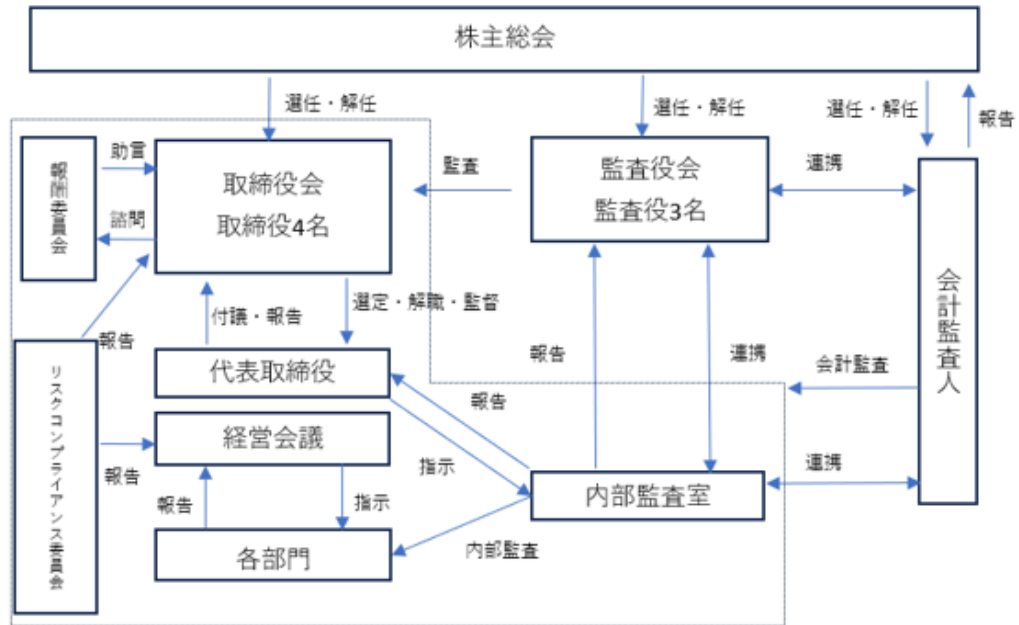 株主総会
選任・解任
選任・解任
選任・解任
報告
報酬委員会
助言
諮問
取締役会
取締役4名
監査
監査役会
監査役3名
連携
会計監査人
報告
付議・報告
選定・解職・監督
代表取締役
報告
連携
会計監査
リスクコンプライアンス委員会
報告
経営会議
報告
指示
内部監査室
連携
報告
指示
各部門
内部監査